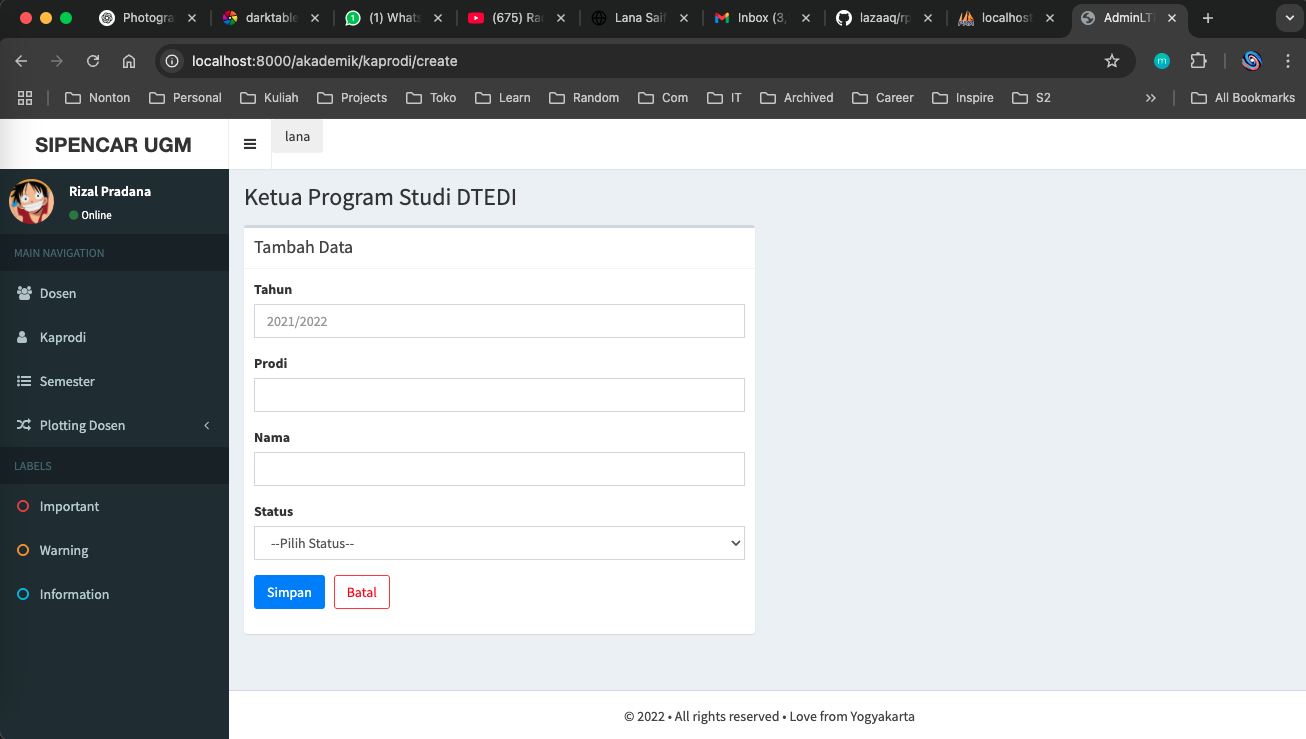 Photogra
darktable
(1) Whats
(675) Rad
Lana Saif
Inbox (3,
lazaaq/rp
localhost
AdminLT
localhost:8000/akademik/kaprodi/create
m
Nonton
Personal
Kuliah
Projects
Toko
Learn
Random
Com
IT
Archived
Career
Inspire
S2
All Bookmarks
SIPENCAR UGM
lana
Rizal Pradana
Online
MAIN NAVIGATION
Dosen
Kaprodi
Semester
Plotting Dosen
LABELS
Important
Warning
Information
Ketua Program Studi DTEDI
Tambah Data
Tahun
2021/2022
Prodi
Nama
Status
--Pilih Status--
Simpan Batal
© 2022 • All rights reserved • Love from Yogyakarta